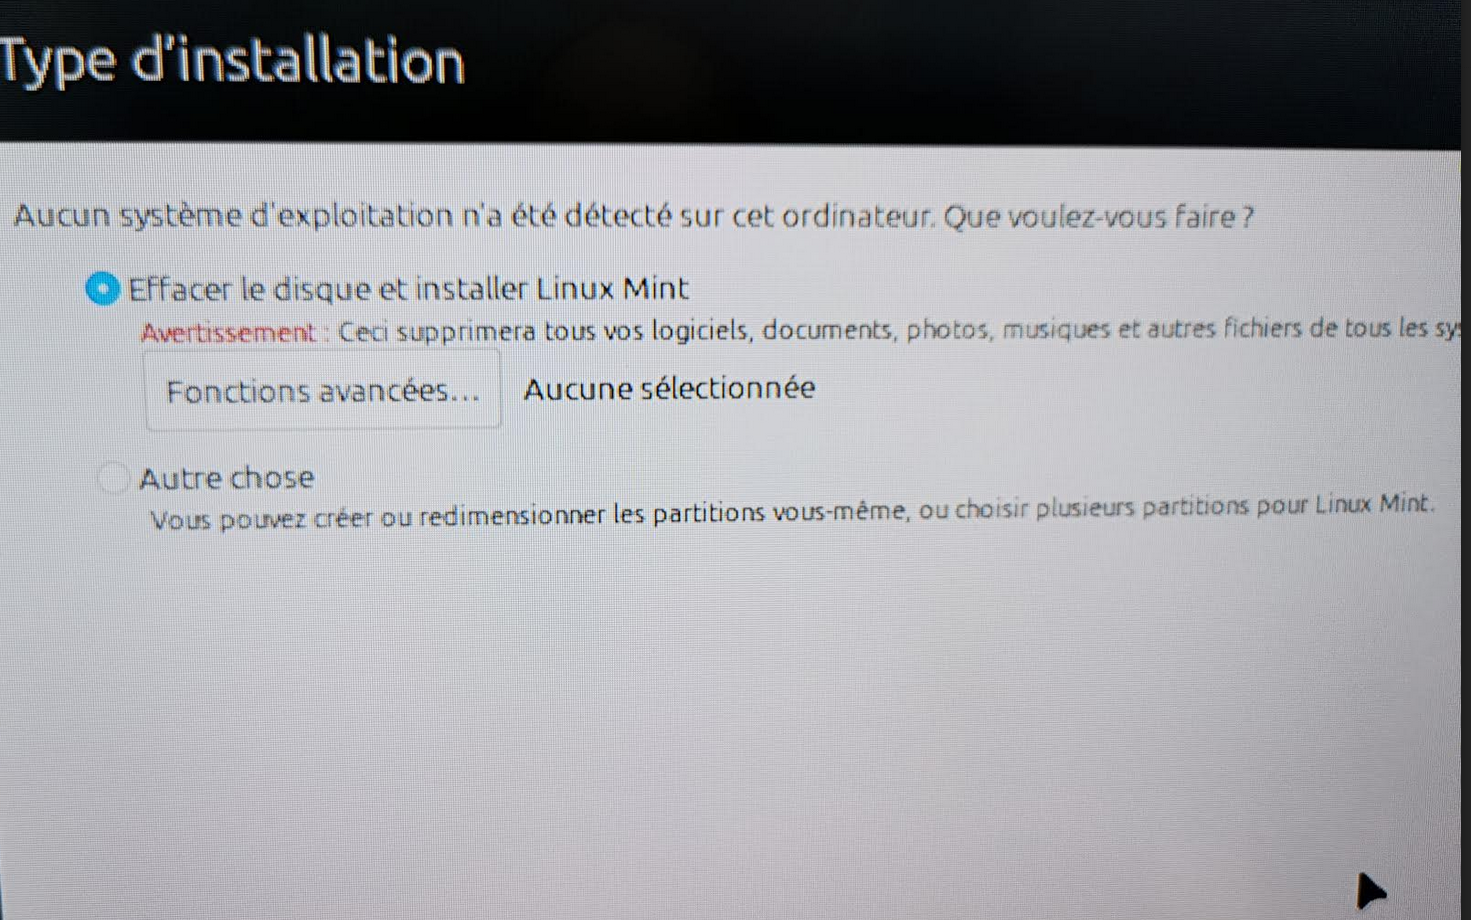 Type d'installation
Aucun système d'exploitation n'a été détecté sur cet ordinateur. Que voulez-vous faire ?
Effacer le disque et installer Linux Mint
Avertissement : Ceci supprimera tous vos logiciels, documents, photos, musiques et autres fichiers de tous les
Fonctions avancées... Aucune sélectionnée
Autre chose
Vous pouvez créer ou redimensionner les partitions vous-même, ou choisir plusieurs partitions pour Linux Mint.